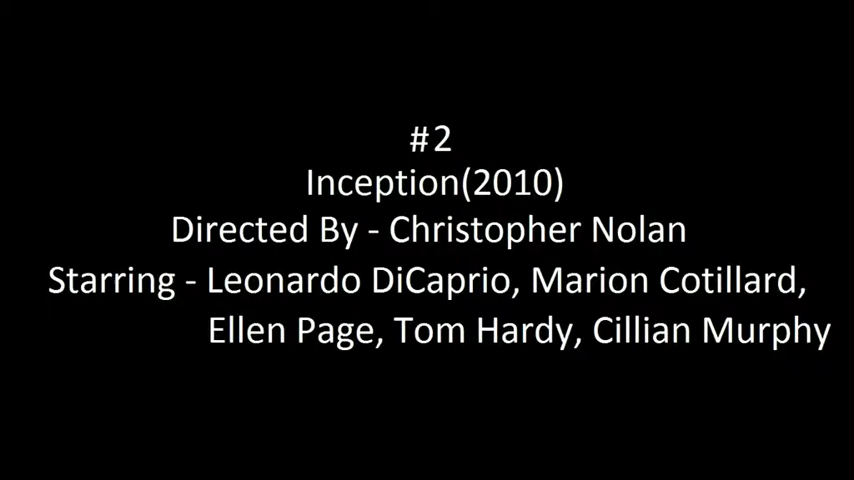 #2
Inception(2010)
Directed By - Christopher Nolan
Starring - Leonardo DiCaprio, Marion Cotillard,
Ellen Page, Tom Hardy, Cillian Murphy